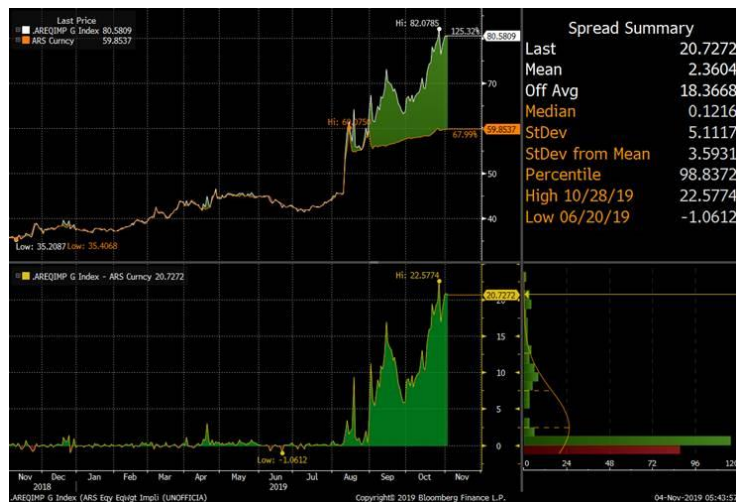 Last Price
.AREQIMP G Index 80.5809
ARS Curncy 59.8537
Hi: 82.0785
125.32%
80.5809
70
Hi: 60.0750
59.8537
67.99%
50
40
Low: 35.2087 Low: 35.4068
Spread Summary
Last 20.7272
Mean 2.3604
Off Avg 18.3668
Median 0.1216
StDev 5.1117
StDev from Mean 3.5931
Percentile 98.8372
High 10/28/19 22.5774
Low 06/20/19 -1.0612
.AREQIMP G Index - ARS Curncy 20.7272
Hi: 22.5774
20.7272
15
10
5
0
Low: -1.0612
Nov Dec Jan Feb Mar Apr May Jun Jul Aug Sep Oct Nov
2018 2019
0 24 60 96 120
.AREQIMP G Index (ARS Eqy EqlVgt Impli (UNOFFICIA) Copyright© 2019 Bloomberg Finance L.P. 04-Nov-2019 05:43:57